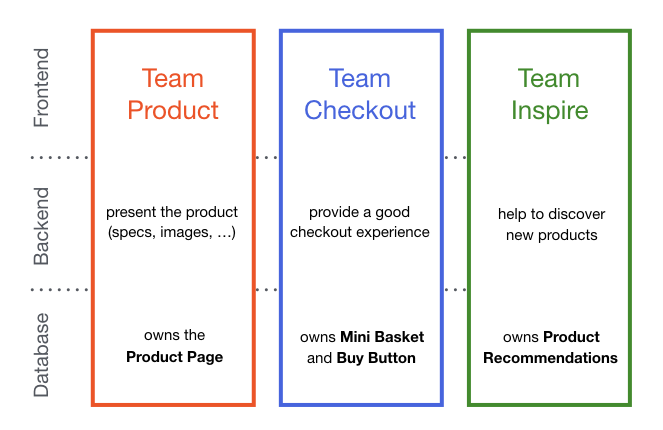 Frontend
Team
Product
Team
Checkout
Team
Inspire
Backend
present the product
(specs, images, …)
provide a good
checkout experience
help to discover
new products
Database
owns the
Product Page
owns Mini Basket
and Buy Button
owns Product
Recommendations